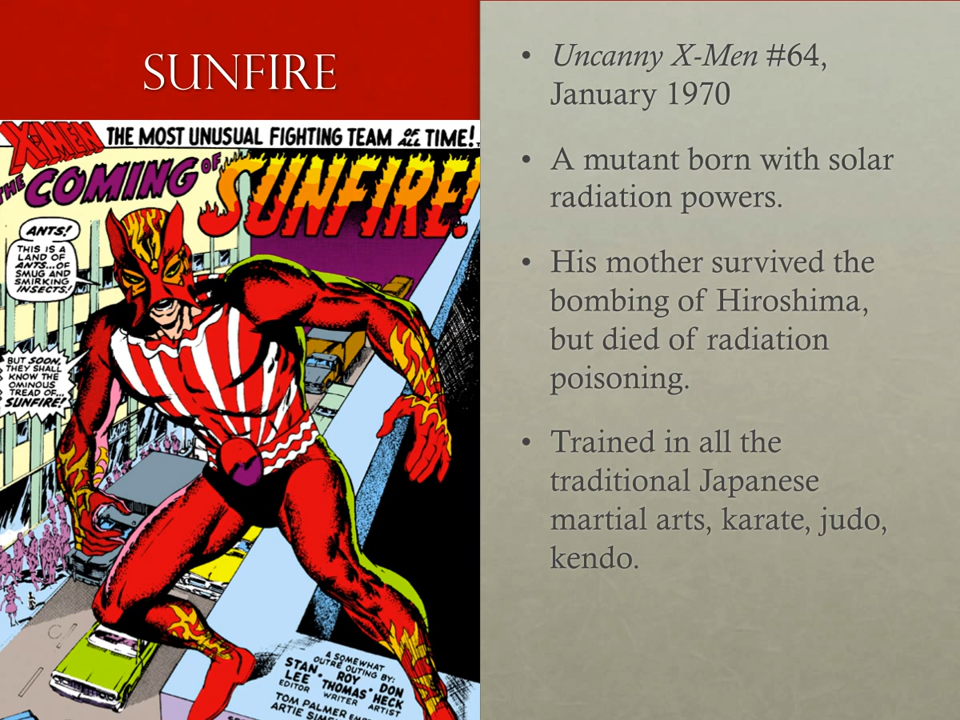 SUNFIRE
X-MEN THE MOST UNUSUAL FIGHTING TEAM OF ALL TIME!
THE COMING OF SUNFIRE!
ANTS!
THIS IS A
LAND OF
ANTS...OF
SMUG AND
SMIRKING
INSECTS!
BUT SOON,
THEY SHALL
KNOW THE
OMINOUS
TREAD OF...
SUNFIRE!
A SOMEWHAT
OUTRE OUTING BY:
STAN LEE EDITOR
ROY THOMAS WRITER
DON HECK ARTIST
TOM PALMER
ARTIE
• Uncanny X-Men #64,
January 1970
• A mutant born with solar
radiation powers.
• His mother survived the
bombing of Hiroshima,
but died of radiation
poisoning.
• Trained in all the
traditional Japanese
martial arts, karate, judo,
kendo.